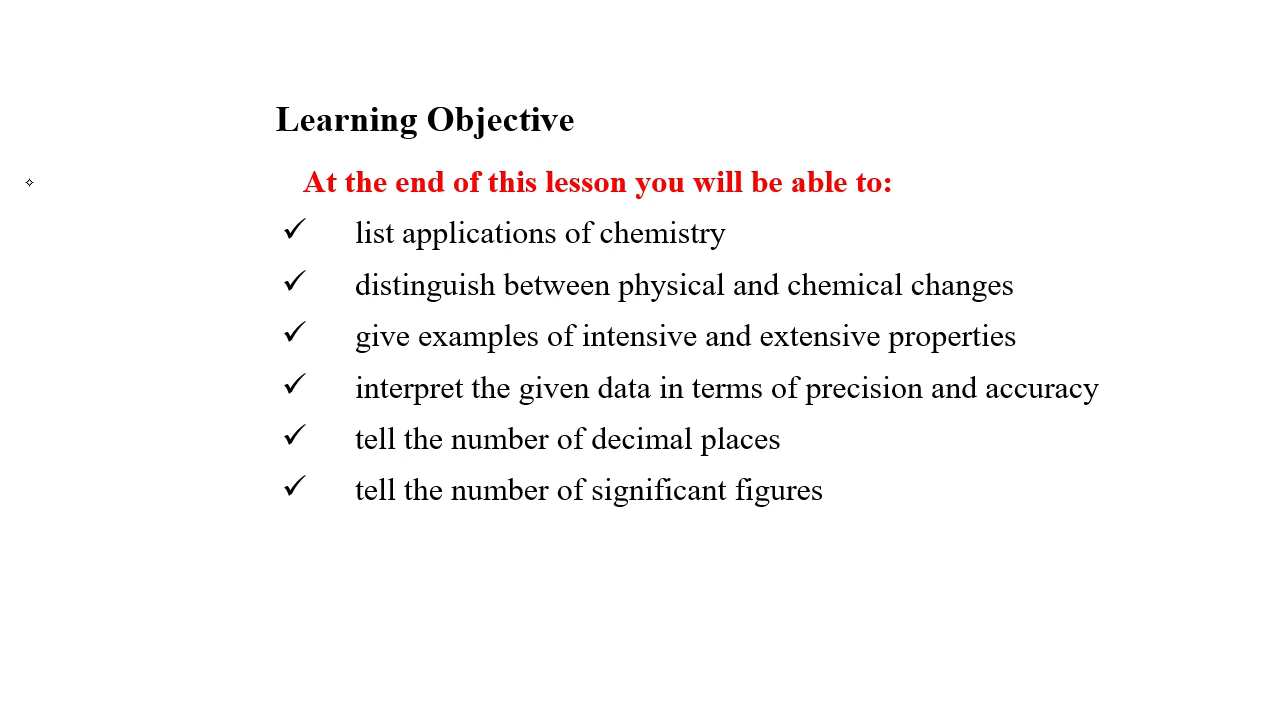 Learning Objective
At the end of this lesson you will be able to:
✓ list applications of chemistry
✓ distinguish between physical and chemical changes
✓ give examples of intensive and extensive properties
✓ interpret the given data in terms of precision and accuracy
✓ tell the number of decimal places
✓ tell the number of significant figures